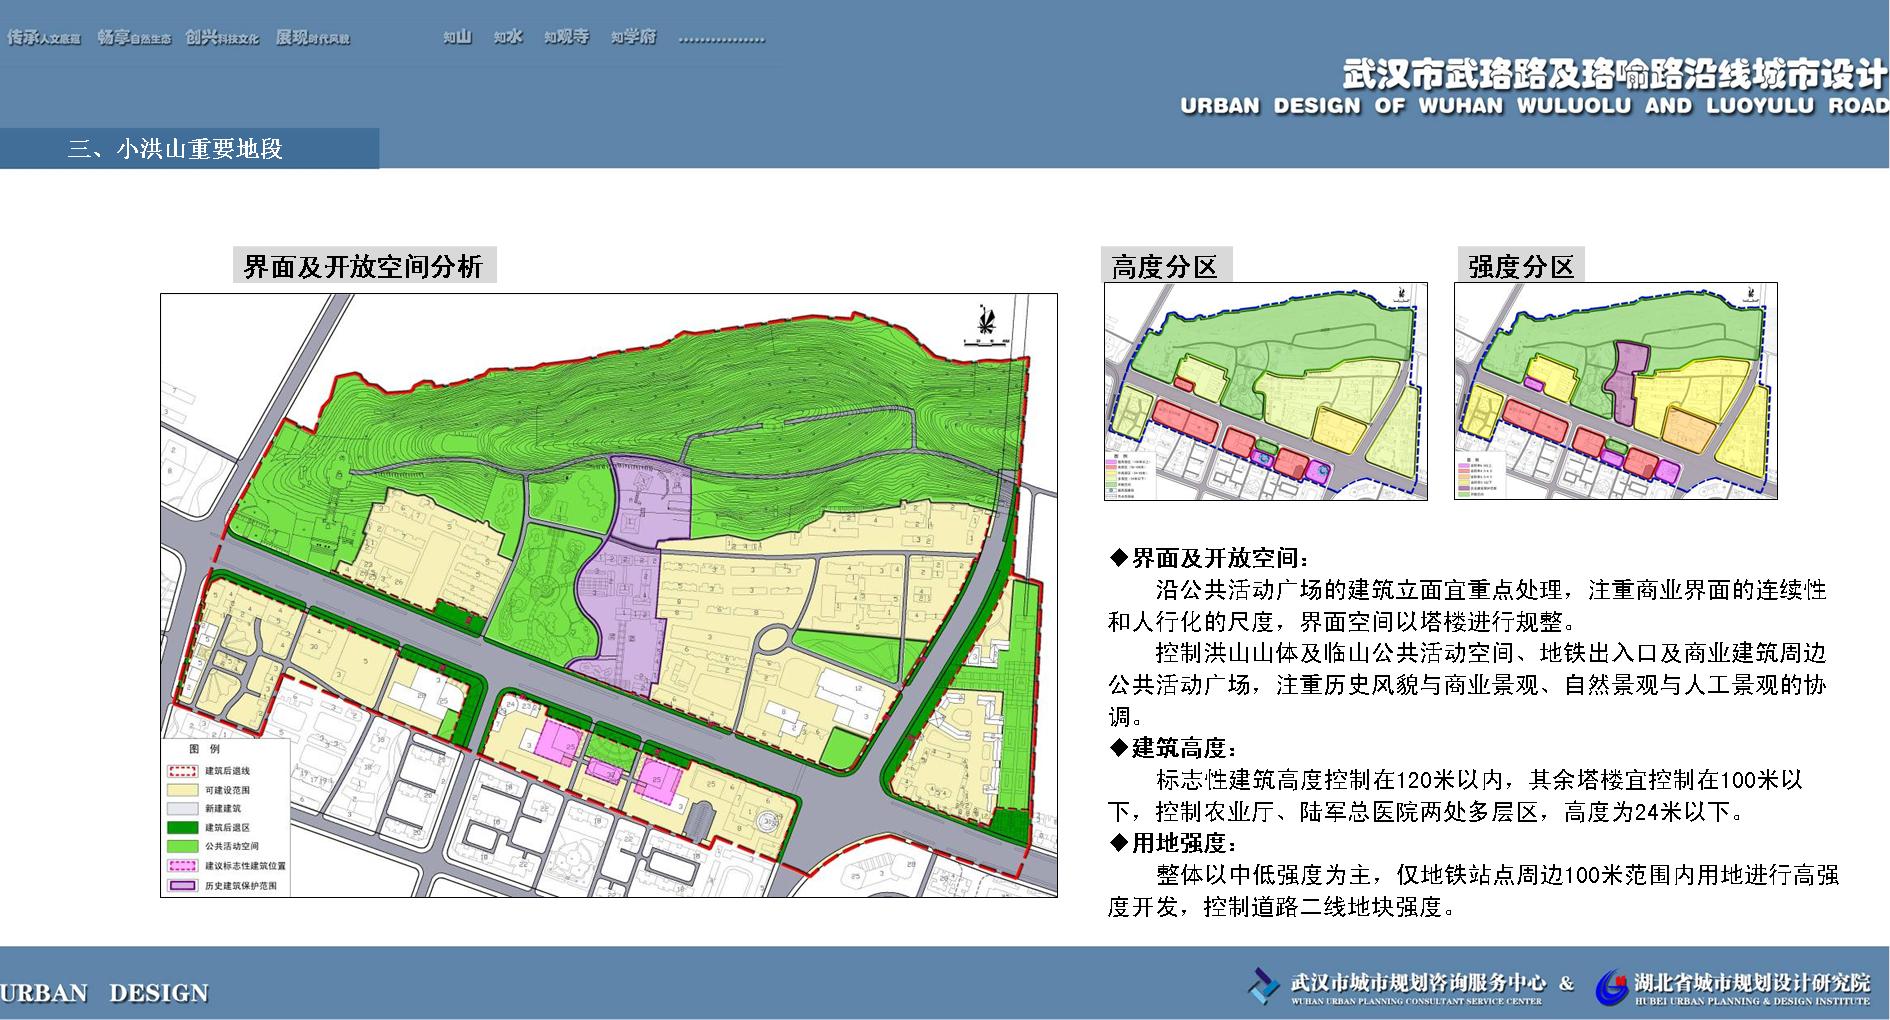 传承人文底蕴 畅享自然生态 创兴科技文化 展现时代风貌 知山 知水 知观寺 知学府 ................
武汉市武珞路及珞喻路沿线城市设计
URBAN DESIGN OF WUHAN WULUOLU AND LUOYULU ROAD
三、小洪山重要地段
界面及开放空间分析
高度分区
强度分区
图 例
建筑后退线
可建设范围
新建建筑
建筑后退区
公共活动空间
建议标志性建筑位置
历史建筑保护范围
◆界面及开放空间：
沿公共活动广场的建筑立面宜重点处理，注重商业界面的连续性
和人行化的尺度，界面空间以塔楼进行规整。
控制洪山山体及临山公共活动空间、地铁出入口及商业建筑周边
公共活动广场，注重历史风貌与商业景观、自然景观与人工景观的协
调。
◆建筑高度：
标志性建筑高度控制在120米以内，其余塔楼宜控制在100米以
下，控制农业厅、陆军总医院两处多层区，高度为24米以下。
◆用地强度：
整体以中低强度为主，仅地铁站点周边100米范围内用地进行高强
度开发，控制道路二线地块强度。
URBAN DESIGN
武汉市城市规划咨询服务中心 & 湖北省城市规划设计研究院
WUHAN URBAN PLANNING CONSULTANT SERVICE CENTER HUBEI URBAN PLANNING & DESIGN INSTITUTE